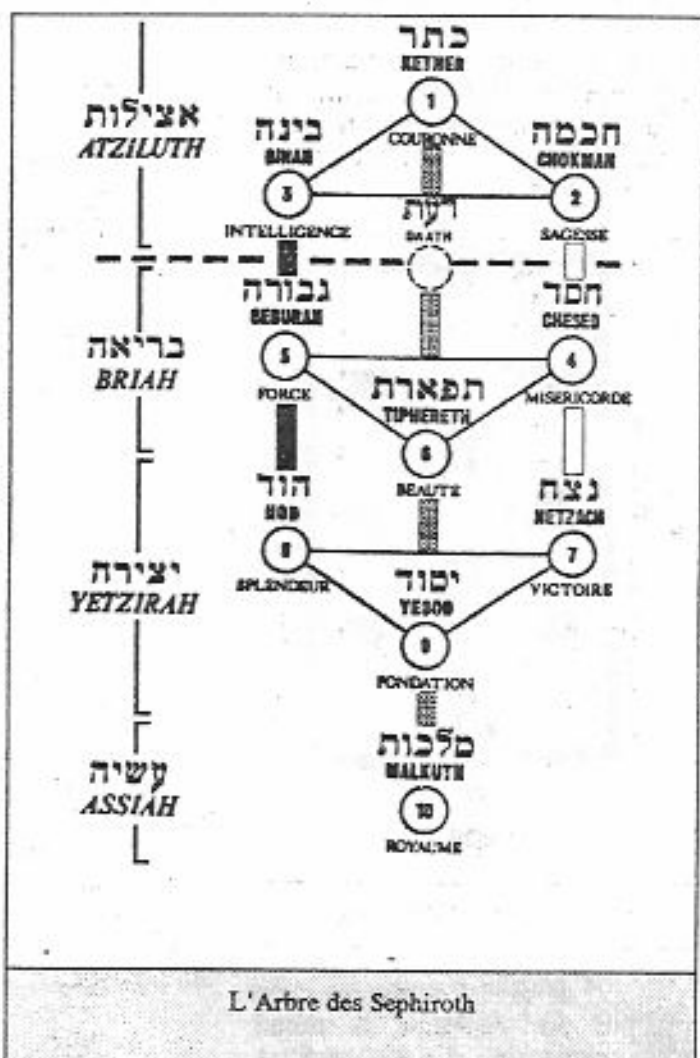 כתר
KETHER
1
COURONNE
אצילות
ATZiLUTH
בינה
BINAH
3
INTELLIGENCE
חכמה
CHOKMAH
2
SAGESSE
דעת
DAATH
בריאה
BRIAH
גבורה
GEBURAH
5
FORCE
חסד
CHESED
4
MISERICORDE
תפארת
TIPHERETH
6
BEAUTE
יצירה
YETZIRAH
הוד
HOD
8
SPLENDEUR
נצח
NETZACH
7
VICTOIRE
יסוד
YESOD
9
FONDATION
עשיה
ASSIAH
מלכות
MALKUTH
10
ROYAUME
L'Arbre des Sephiroth